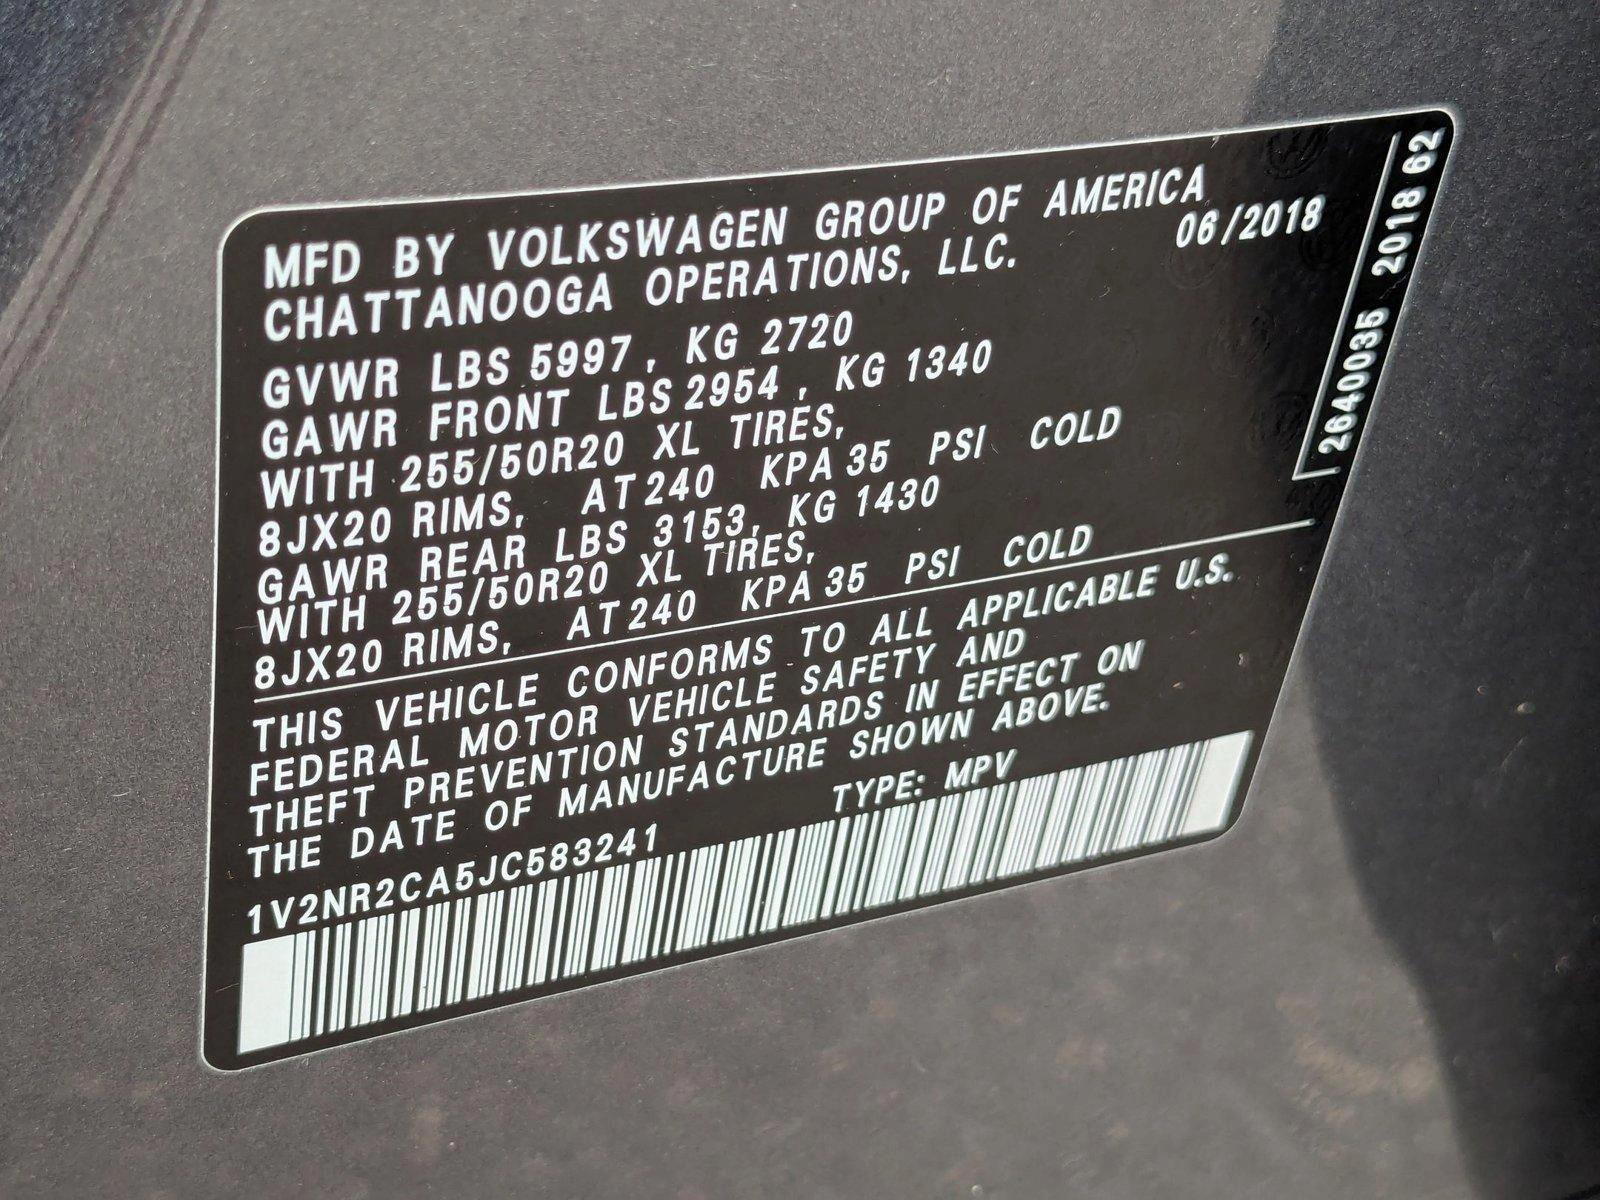 MFD BY VOLKSWAGEN GROUP OF AMERICA
CHATTANOOGA OPERATIONS, LLC.
06/2018
GVWR LBS 5997, KG 2720
GAWR FRONT LBS 2954, KG 1340
WITH 255/50R20 XL TIRES,
8JX20 RIMS, AT 240 KPA 35 PSI COLD
GAWR REAR LBS 3153, KG 1430
WITH 255/50R20 XL TIRES,
8JX20 RIMS, AT 240 KPA 35 PSI COLD
THIS VEHICLE CONFORMS TO ALL APPLICABLE U.S.
FEDERAL MOTOR VEHICLE SAFETY AND
THEFT PREVENTION STANDARDS IN EFFECT ON
THE DATE OF MANUFACTURE SHOWN ABOVE.
1V2NR2CA5JC583241 TYPE: MPV
2640035 2018 62